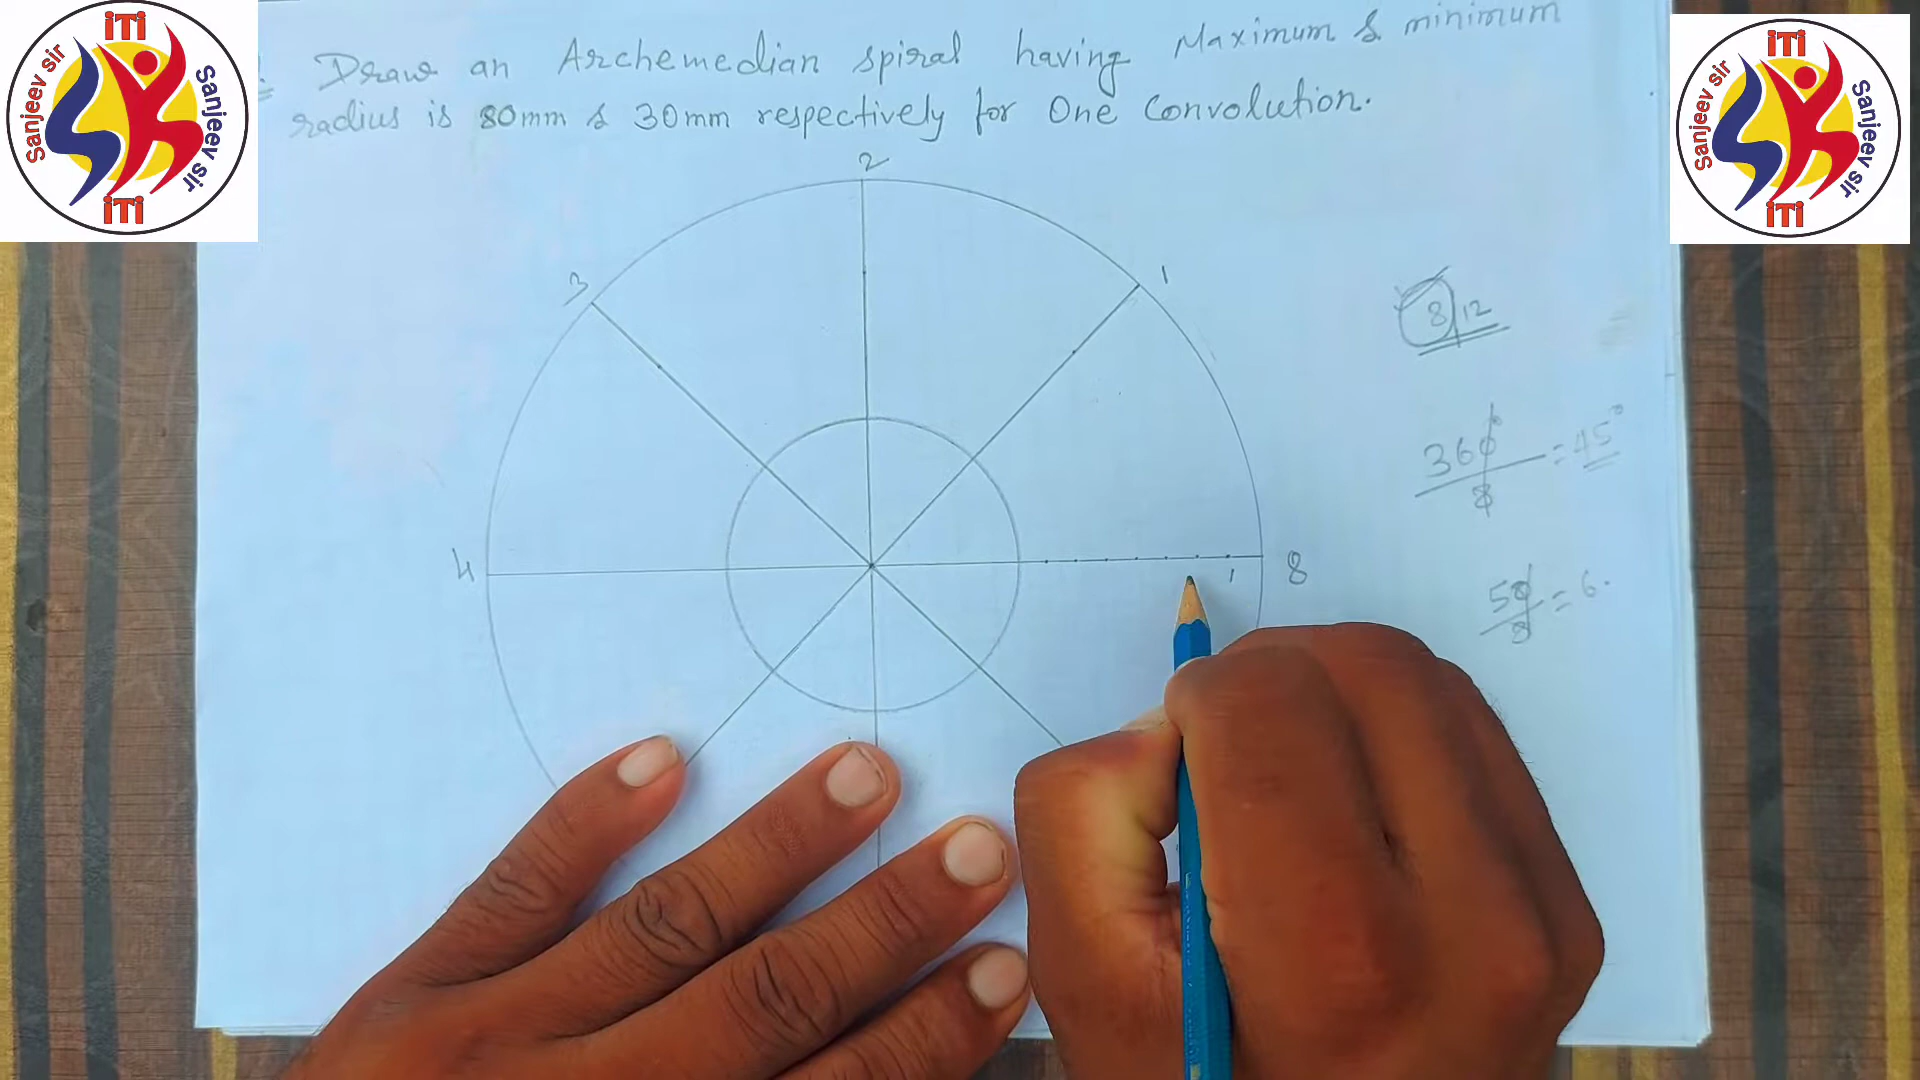 iTi
Sanjeev sir
Sanjeev sir
iTi
iTi
Sanjeev sir
Sanjeev sir
iTi
Draw an Archemedian spiral having Maximum & minimum
radius is 80mm & 30mm respectively for One Convolution.
2
3
1
8 12
360° = 45°
8
4
1
8
50 = 6.
8